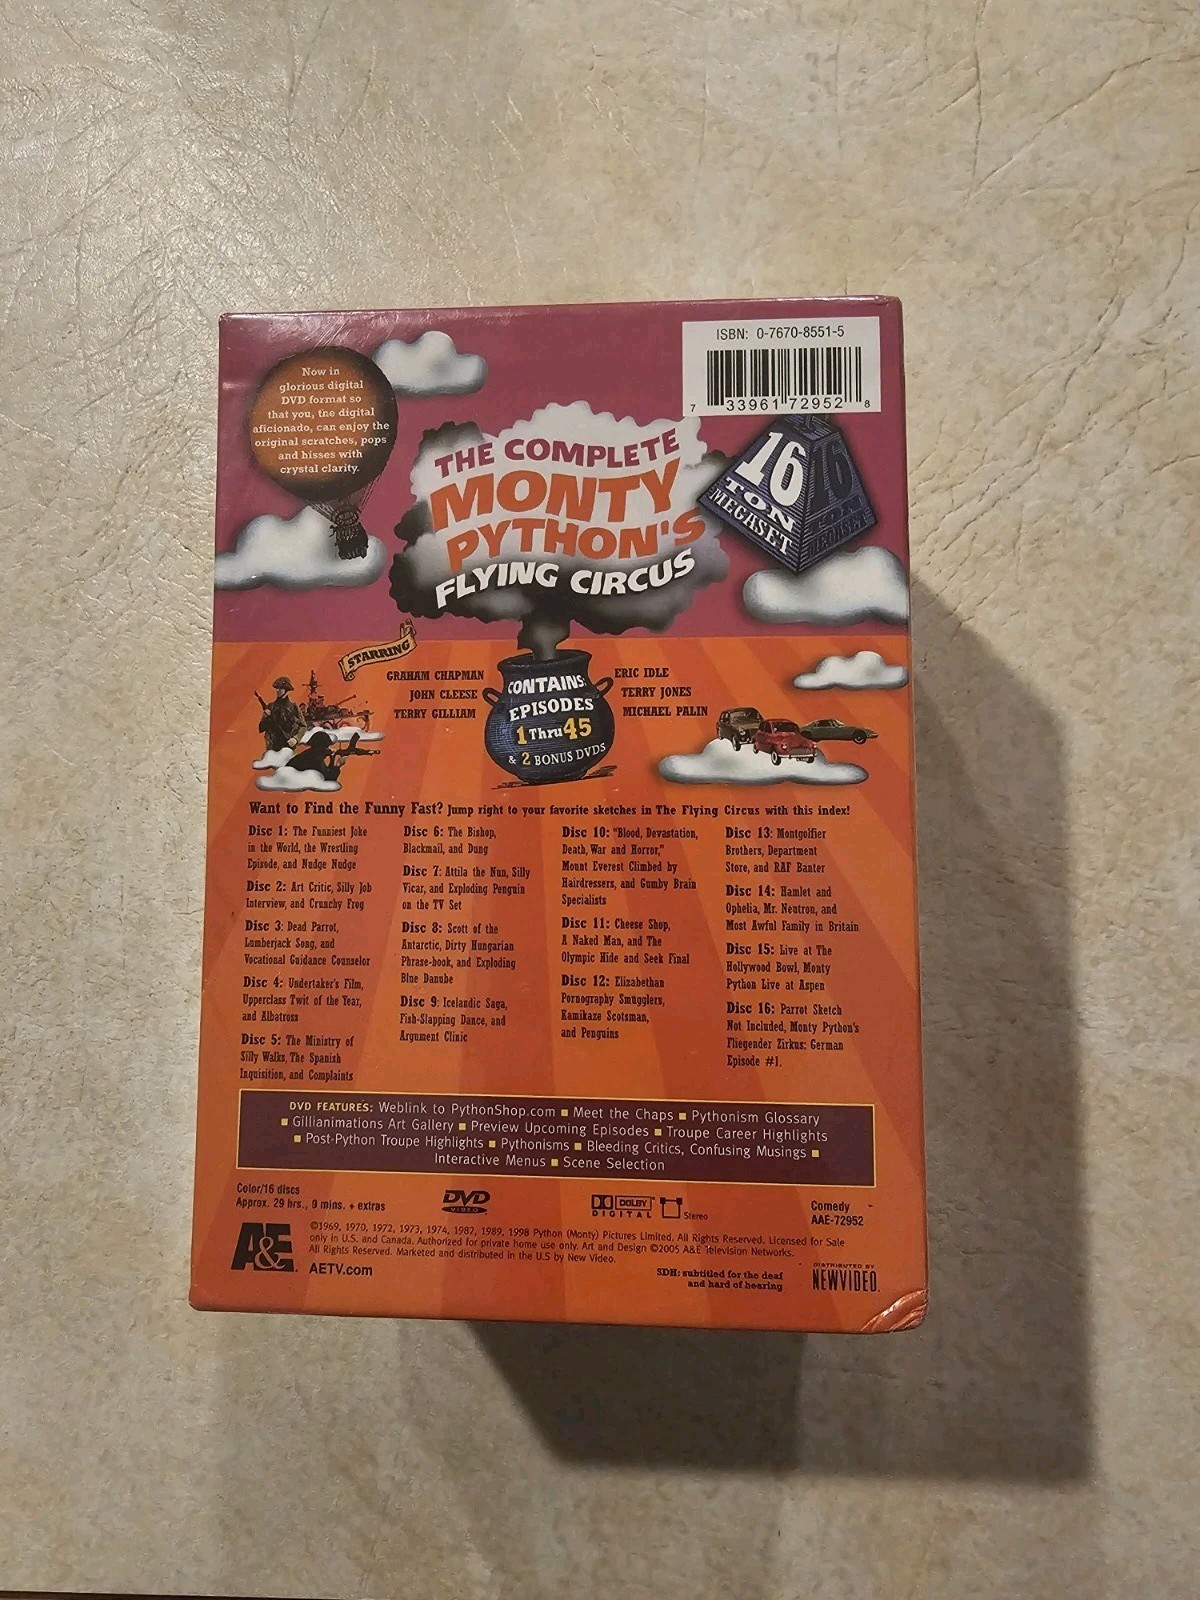 ISBN: 0-7670-8551-5
7 33961 72952 8
Now in
glorious digital
DVD format so
that you, the digital
aficionado, can enjoy the
original scratches, pops
and hisses with
crystal clarity.
THE COMPLETE
MONTY
PYTHON'S
FLYING CIRCUS
16
TON
MEGASET
STARRING
GRAHAM CHAPMAN
JOHN CLEESE
TERRY GILLIAM
CONTAINS:
EPISODES
1 Thru 45
& 2 BONUS DVDS
ERIC IDLE
TERRY JONES
MICHAEL PALIN
Want to Find the Funny Fast? Jump right to your favorite sketches in The Flying Circus with this index!
Disc 1: The Funniest Joke
in the World, the Wrestling
Episode, and Nudge Nudge
Disc 2: Art Critic, Silly Job
Interview, and Crunchy Frog
Disc 3: Dead Parrot,
Lumberjack Song, and
Vocational Guidance Counselor
Disc 4: Undertaker's Film,
Upperclass Twit of the Year,
and Albatross
Disc 5: The Ministry of
Silly Walks, The Spanish
Inquisition, and Complaints
Disc 6: The Bishop,
Blackmail, and Dung
Disc 7: Attila the Nun, Silly
Vicar, and Exploding Penguin
on the TV Set
Disc 8: Scott of the
Antarctic, Dirty Hungarian
Phrase-book, and Exploding
Blue Danube
Disc 9: Icelandic Saga,
Fish-Slapping Dance, and
Argument Clinic
Disc 10: "Blood, Devastation,
Death, War and Horror,"
Mount Everest Climbed by
Hairdressers, and Gumby Brain
Specialists
Disc 11: Cheese Shop,
A Naked Man, and The
Olympic Hide and Seek Final
Disc 12: Elizabethan
Pornography Smugglers,
Kamikaze Scotsman,
and Penguins
Disc 13: Montgolfier
Brothers, Department
Store, and RAF Banter
Disc 14: Hamlet and
Ophelia, Mr. Neutron, and
Most Awful Family in Britain
Disc 15: Live at The
Hollywood Bowl, Monty
Python Live at Aspen
Disc 16: Parrot Sketch
Not Included, Monty Python's
Fliegender Zirkus: German
Episode #1.
DVD FEATURES: Weblink to PythonShop.com ■ Meet the Chaps ■ Pythonism Glossary
■ Gillianimations Art Gallery ■ Preview Upcoming Episodes ■ Troupe Career Highlights
■ Post-Python Troupe Highlights ■ Pythonisms ■ Bleeding Critics, Confusing Musings ■
Interactive Menus ■ Scene Selection
Color/16 discs
Approx. 29 hrs., 9 mins. + extras
DVD
VIDEO
DOLBY
DIGITAL
Stereo
Comedy
AAE-72952
A&E
©1969, 1970, 1972, 1973, 1974, 1982, 1989, 1998 Python (Monty) Pictures Limited. All Rights Reserved. Licensed for Sale
only in U.S. and Canada. Authorized for private home use only. Art and Design ©2005 A&E Television Networks.
All Rights Reserved. Marketed and distributed in the U.S by New Video.
AETV.com
SDH: subtitled for the deaf
and hard of hearing
DISTRIBUTED BY
NEWVIDEO.